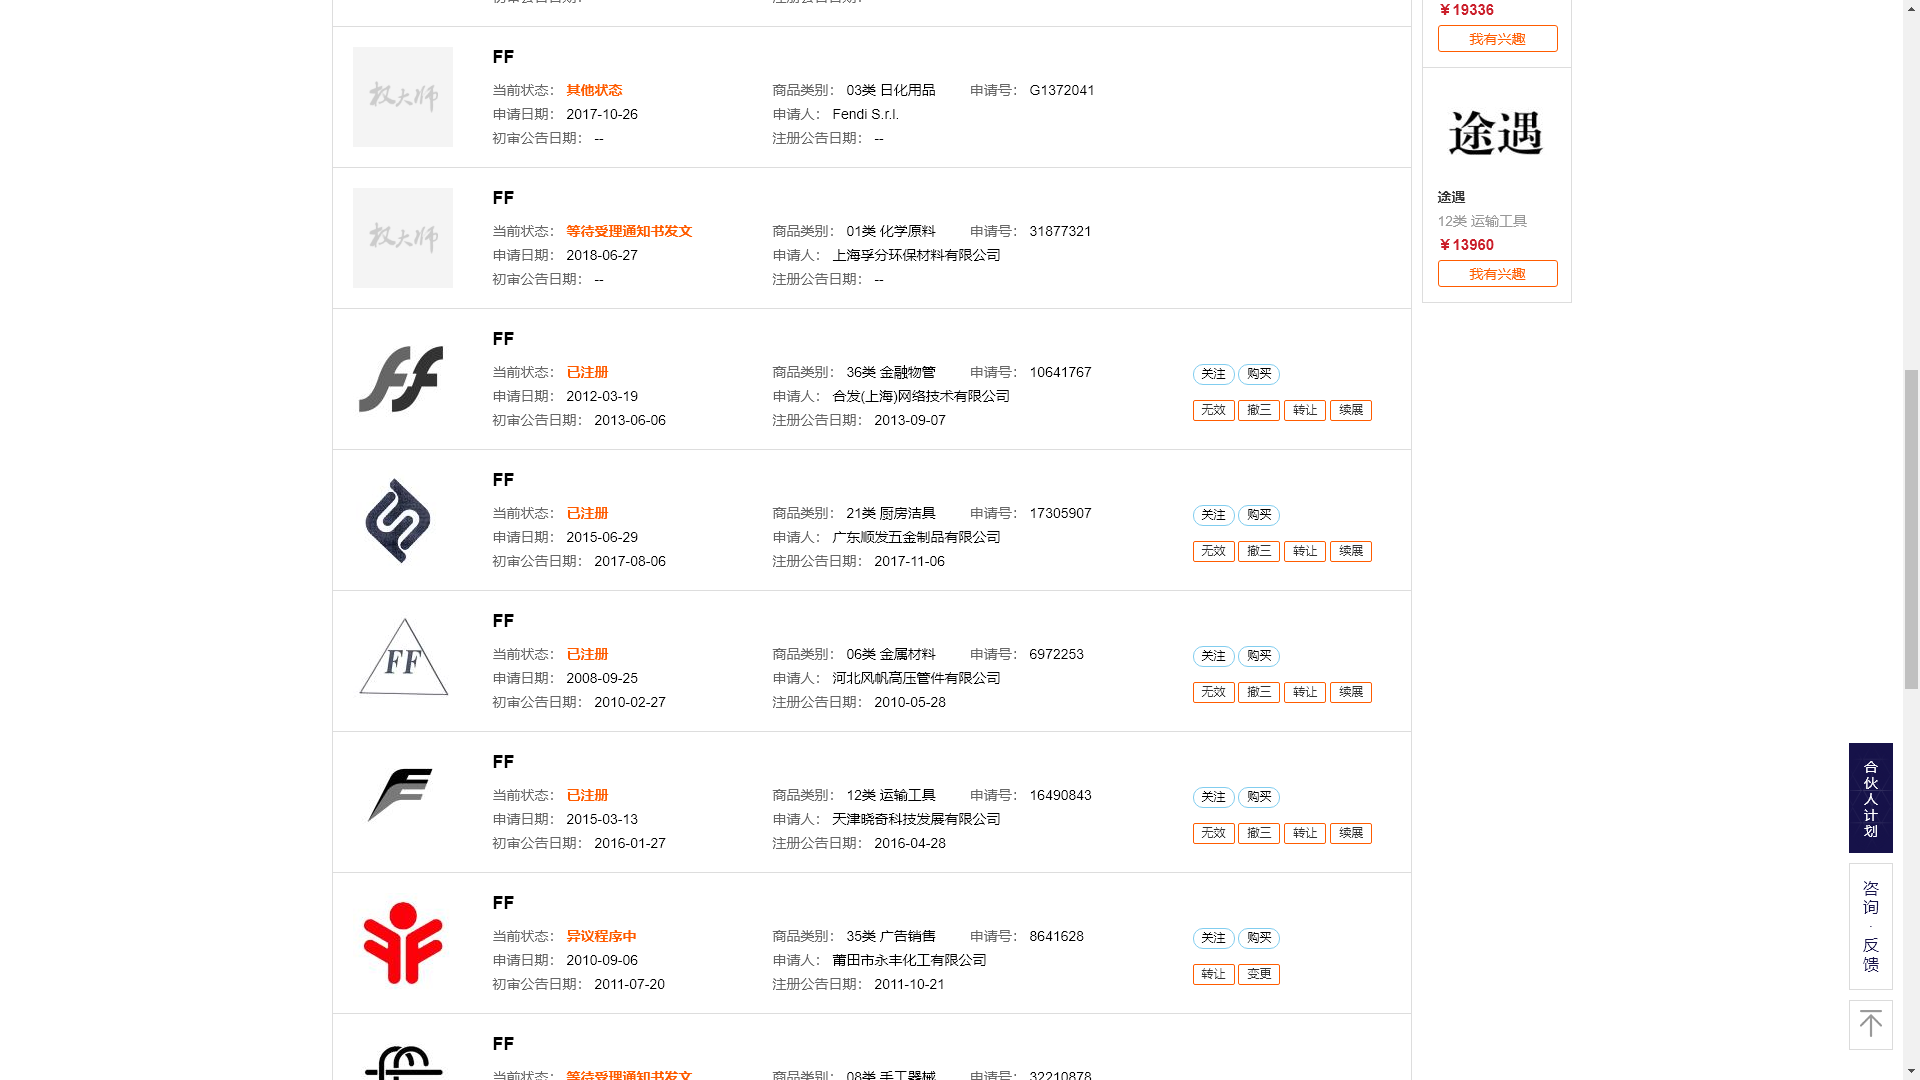 ¥19336
我有兴趣
权大师
FF
当前状态： 其他状态
商品类别： 03类 日化用品
申请号： G1372041
申请日期： 2017-10-26
申请人： Fendi S.r.l.
初审公告日期： --
注册公告日期： --
途遇
途遇
12类 运输工具
¥13960
我有兴趣
权大师
FF
当前状态： 等待受理通知书发文
商品类别： 01类 化学原料
申请号： 31877321
申请日期： 2018-06-27
申请人： 上海孚分环保材料有限公司
初审公告日期： --
注册公告日期： --
FF
FF
当前状态： 已注册
商品类别： 36类 金融物管
申请号： 10641767
关注 购买
申请日期： 2012-03-19
申请人： 合发(上海)网络技术有限公司
无效 撤三 转让 续展
初审公告日期： 2013-06-06
注册公告日期： 2013-09-07
FF
当前状态： 已注册
商品类别： 21类 厨房洁具
申请号： 17305907
关注 购买
申请日期： 2015-06-29
申请人： 广东顺发五金制品有限公司
无效 撤三 转让 续展
初审公告日期： 2017-08-06
注册公告日期： 2017-11-06
FF
FF
当前状态： 已注册
商品类别： 06类 金属材料
申请号： 6972253
关注 购买
申请日期： 2008-09-25
申请人： 河北风帆高压管件有限公司
无效 撤三 转让 续展
初审公告日期： 2010-02-27
注册公告日期： 2010-05-28
FF
当前状态： 已注册
商品类别： 12类 运输工具
申请号： 16490843
关注 购买
申请日期： 2015-03-13
申请人： 天津晓奇科技发展有限公司
无效 撤三 转让 续展
初审公告日期： 2016-01-27
注册公告日期： 2016-04-28
FF
当前状态： 异议程序中
商品类别： 35类 广告销售
申请号： 8641628
关注 购买
申请日期： 2010-09-06
申请人： 莆田市永丰化工有限公司
转让 变更
初审公告日期： 2011-07-20
注册公告日期： 2011-10-21
FF
当前状态： 等待受理通知书发文
商品类别： 08类 手工器械
申请号： 32210878
合伙人计划
咨询·反馈